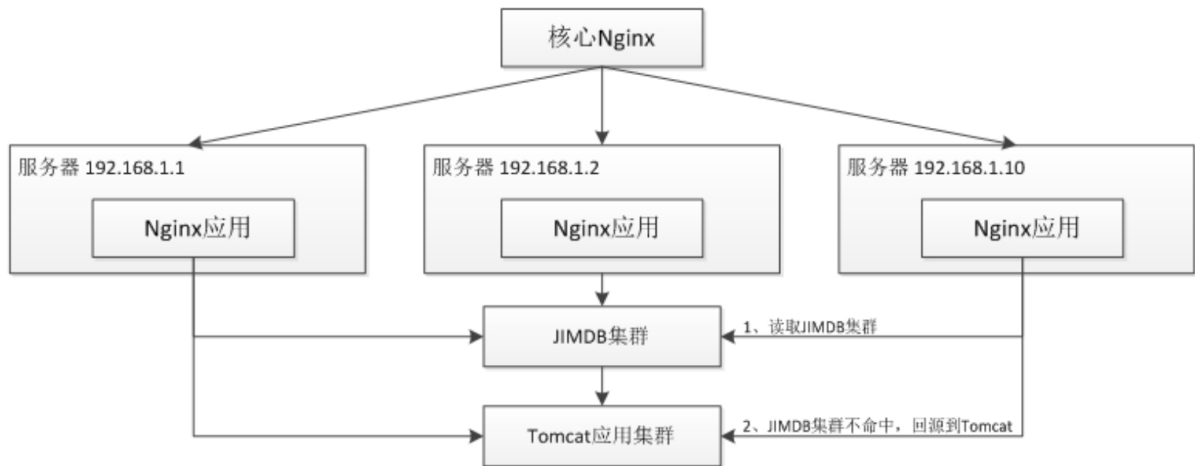 核心Nginx
服务器 192.168.1.1
服务器 192.168.1.2
服务器 192.168.1.10
Nginx应用
Nginx应用
Nginx应用
JIMDB集群
1、读取JIMDB集群
Tomcat应用集群
2、JIMDB集群不命中，回源到Tomcat